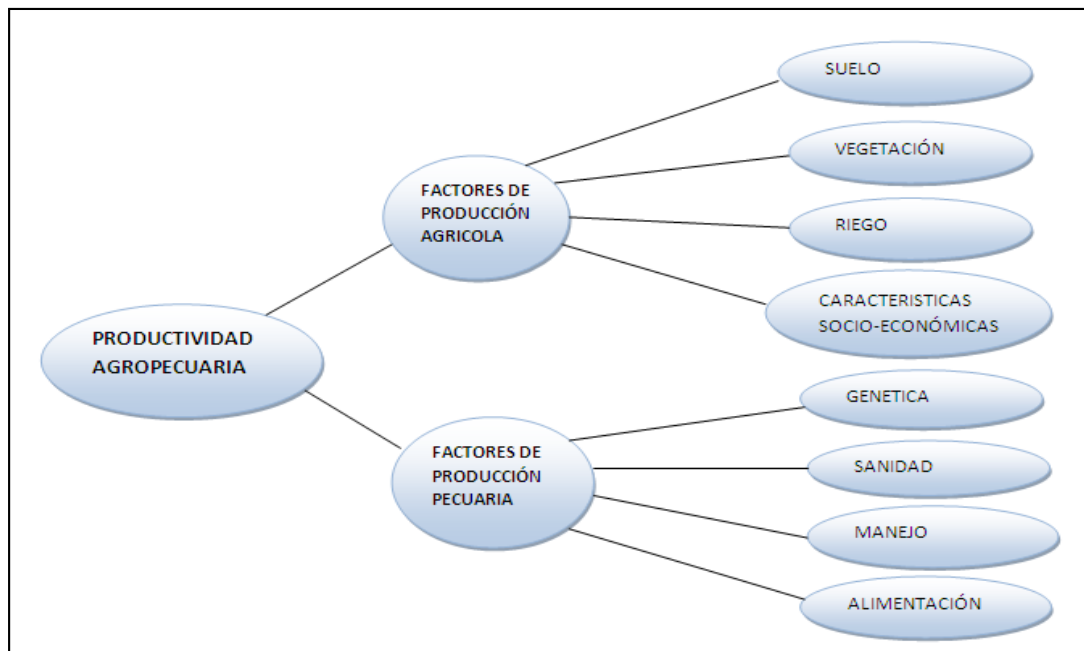 PRODUCTIVIDAD
AGROPECUARIA
FACTORES DE
PRODUCCIÓN
AGRICOLA
SUELO
VEGETACIÓN
RIEGO
CARACTERISTICAS
SOCIO-ECONÓMICAS
FACTORES DE
PRODUCCIÓN
PECUARIA
GENETICA
SANIDAD
MANEJO
ALIMENTACIÓN